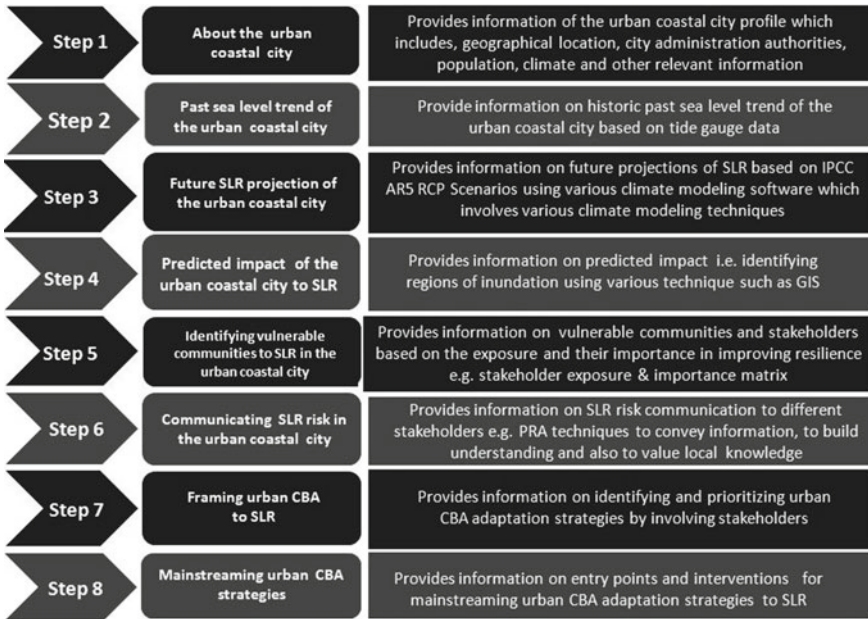 Step 1
About the urban
coastal city
Provides information of the urban coastal city profile which
includes, geographical location, city administration authorities,
population, climate and other relevant information
Step 2
Past sea level trend of
the urban coastal city
Provide information on historic past sea level trend of the
urban coastal city based on tide gauge data
Step 3
Future SLR projection of
the urban coastal city
Provides information on future projections of SLR based on IPCC
AR5 RCP Scenarios using various climate modeling software which
involves various climate modeling techniques
Step 4
Predicted impact of the
urban coastal city to SLR
Provides information on predicted impact i.e. identifying
regions of inundation using various technique such as GIS
Step 5
Identifying vulnerable
communities to SLR in the
urban coastal city
Provides information on vulnerable communities and stakeholders
based on the exposure and their importance in improving resilience
e.g. stakeholder exposure & importance matrix
Step 6
Communicating SLR risk in
the urban coastal city
Provides information on SLR risk communication to different
stakeholders e.g. PRA techniques to convey information, to build
understanding and also to value local knowledge
Step 7
Framing urban CBA
to SLR
Provides information on identifying and prioritizing urban
CBA adaptation strategies by involving stakeholders
Step 8
Mainstreaming urban CBA
strategies
Provides information on entry points and interventions for
mainstreaming urban CBA adaptation strategies to SLR